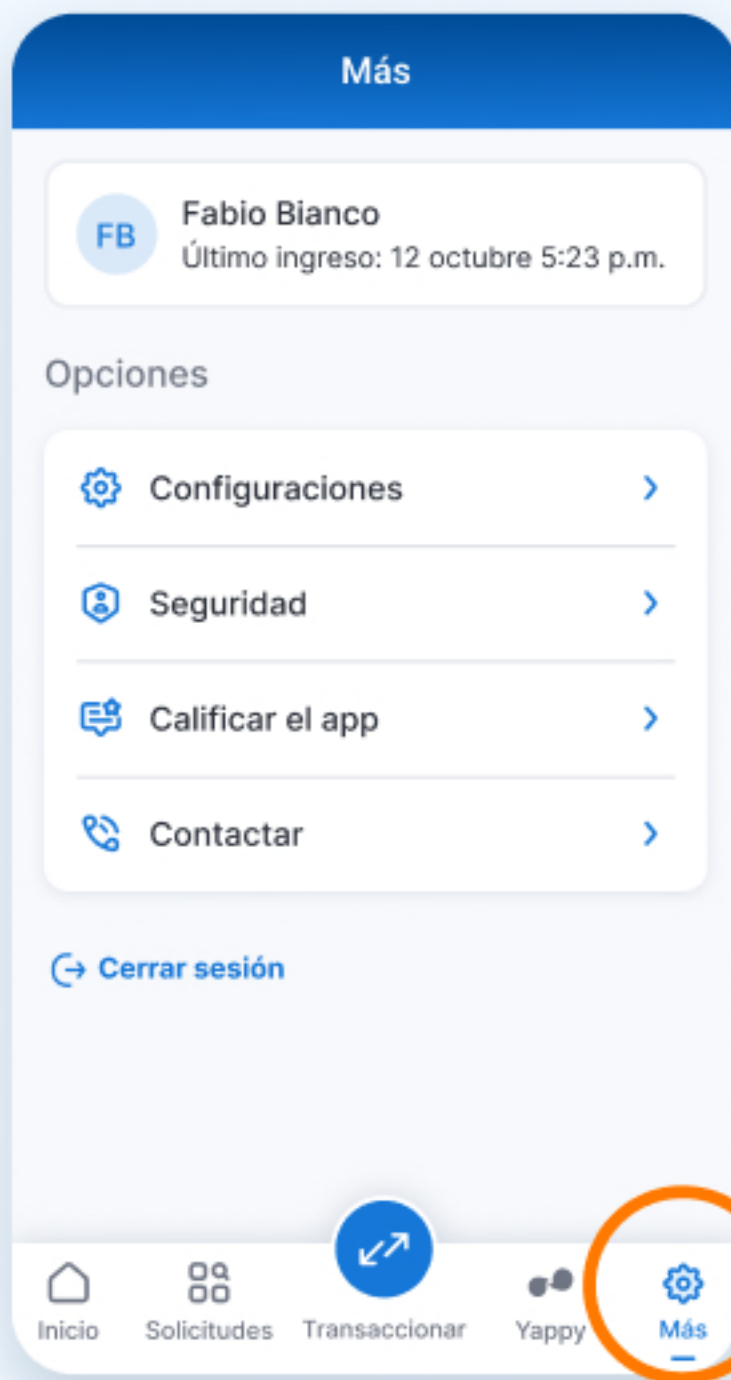 Más
FB
Fabio Bianco
Último ingreso: 12 octubre 5:23 p.m.
Opciones
Configuraciones
Seguridad
Calificar el app
Contactar
Cerrar sesión
Inicio
Solicitudes
Transaccionar
Yappy
Más